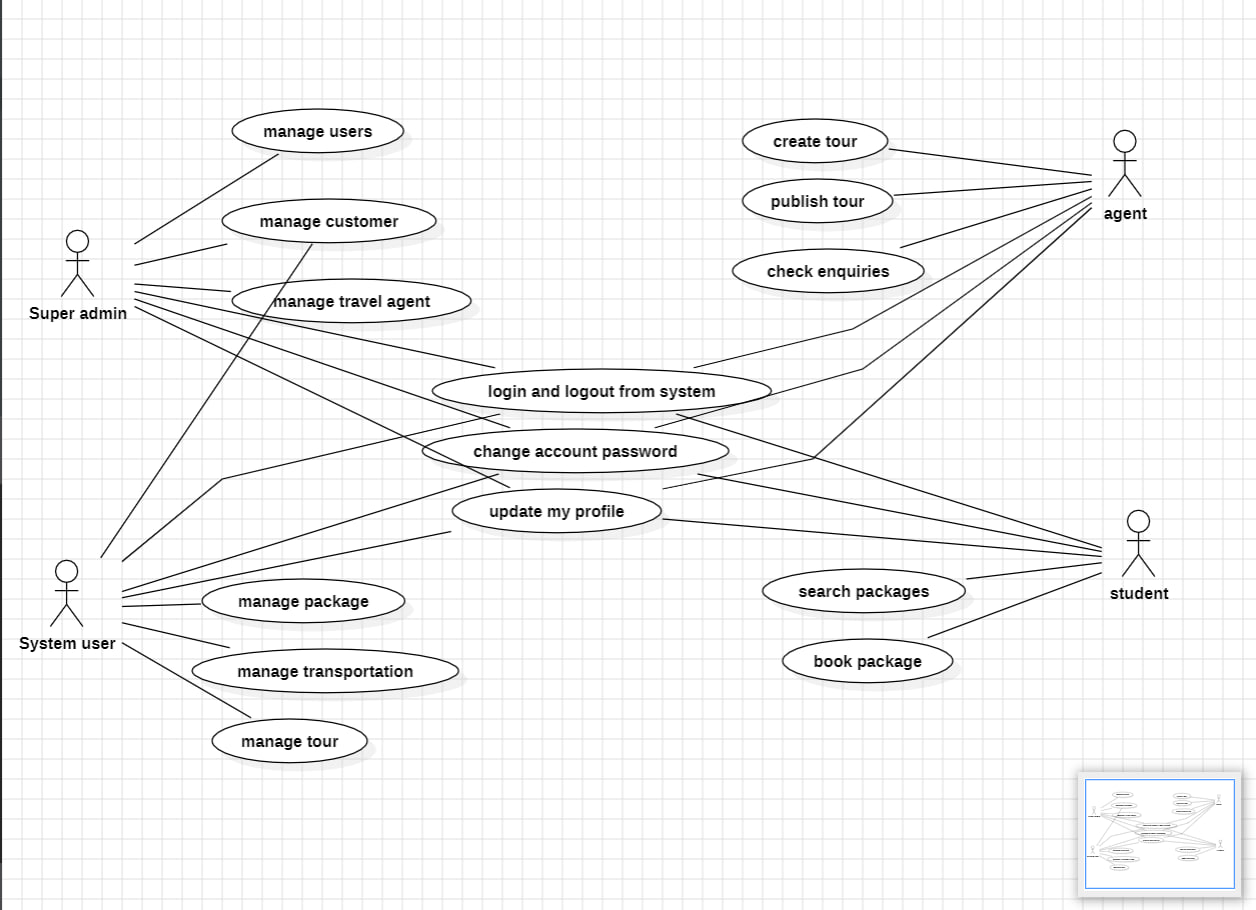 manage users
manage customer
manage travel agent
Super admin
create tour
publish tour
check enquiries
agent
login and logout from system
change account password
update my profile
System user
manage package
manage transportation
manage tour
search packages
book package
student